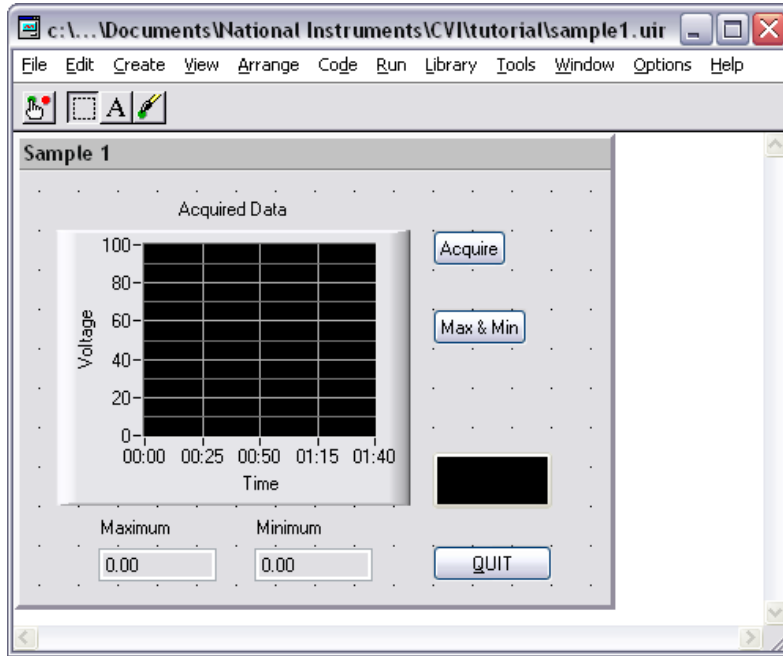 c:\...\Documents\National Instruments\CVI\tutorial\sample1.uir
File Edit Create View Arrange Code Run Library Tools Window Options Help
A
Sample 1
Acquired Data
Voltage
100
80
60
40
20
0
00:00 00:25 00:50 01:15 01:40
Time
Acquire
Max & Min
Maximum Minimum
0.00 0.00
QUIT